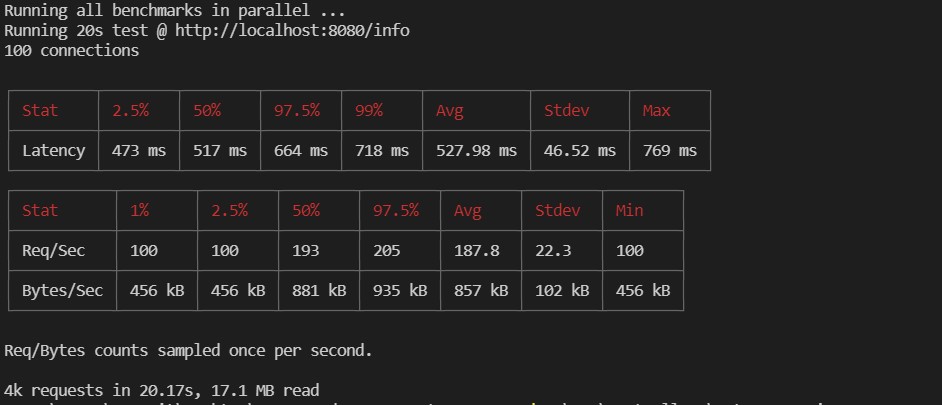 Running all benchmarks in parallel ...
Running 20s test @ http://localhost:8080/info
100 connections
Stat 2.5% 50% 97.5% 99% Avg Stdev Max
Latency 473 ms 517 ms 664 ms 718 ms 527.98 ms 46.52 ms 769 ms
Stat 1% 2.5% 50% 97.5% Avg Stdev Min
Req/Sec 100 100 193 205 187.8 22.3 100
Bytes/Sec 456 kB 456 kB 881 kB 935 kB 857 kB 102 kB 456 kB
Req/Bytes counts sampled once per second.
4k requests in 20.17s, 17.1 MB read